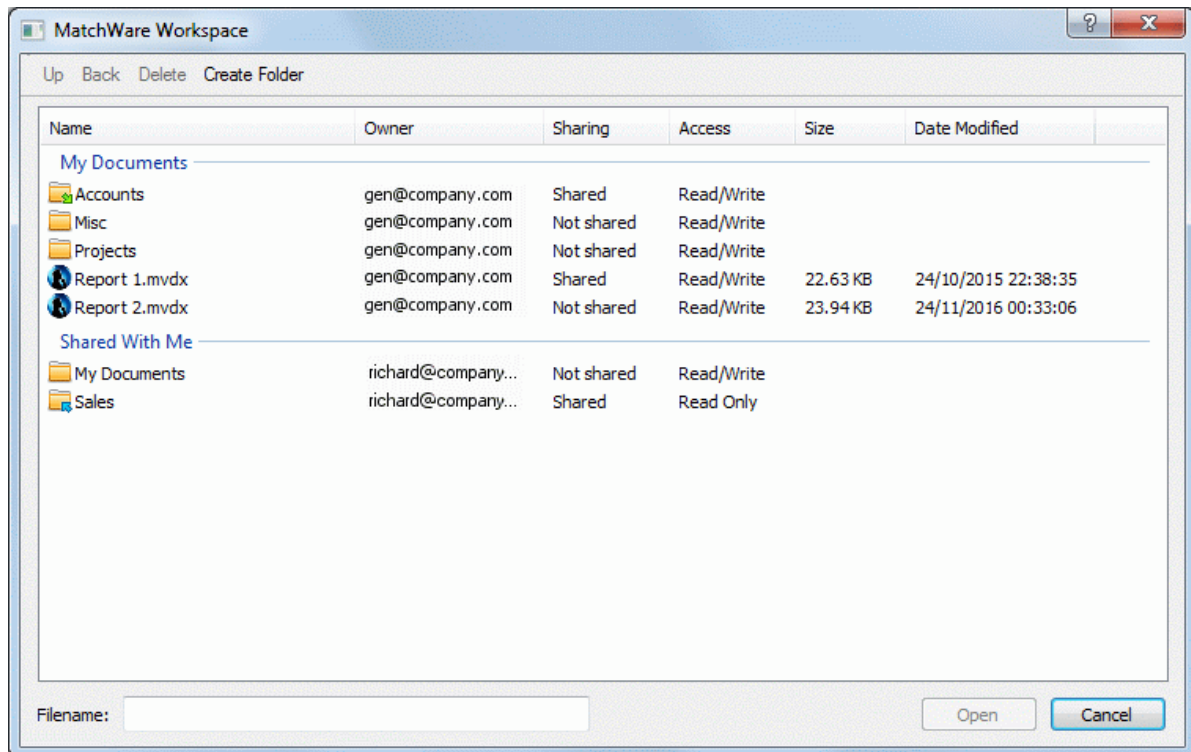 MatchWare Workspace
Up Back Delete Create Folder
Name Owner Sharing Access Size Date Modified
My Documents
Accounts gen@company.com Shared Read/Write
Misc gen@company.com Not shared Read/Write
Projects gen@company.com Not shared Read/Write
Report 1.mvdx gen@company.com Shared Read/Write 22.63 KB 24/10/2015 22:38:35
Report 2.mvdx gen@company.com Not shared Read/Write 23.94 KB 24/11/2016 00:33:06
Shared With Me
My Documents richard@company... Not shared Read/Write
Sales richard@company... Shared Read Only
Filename: Open Cancel